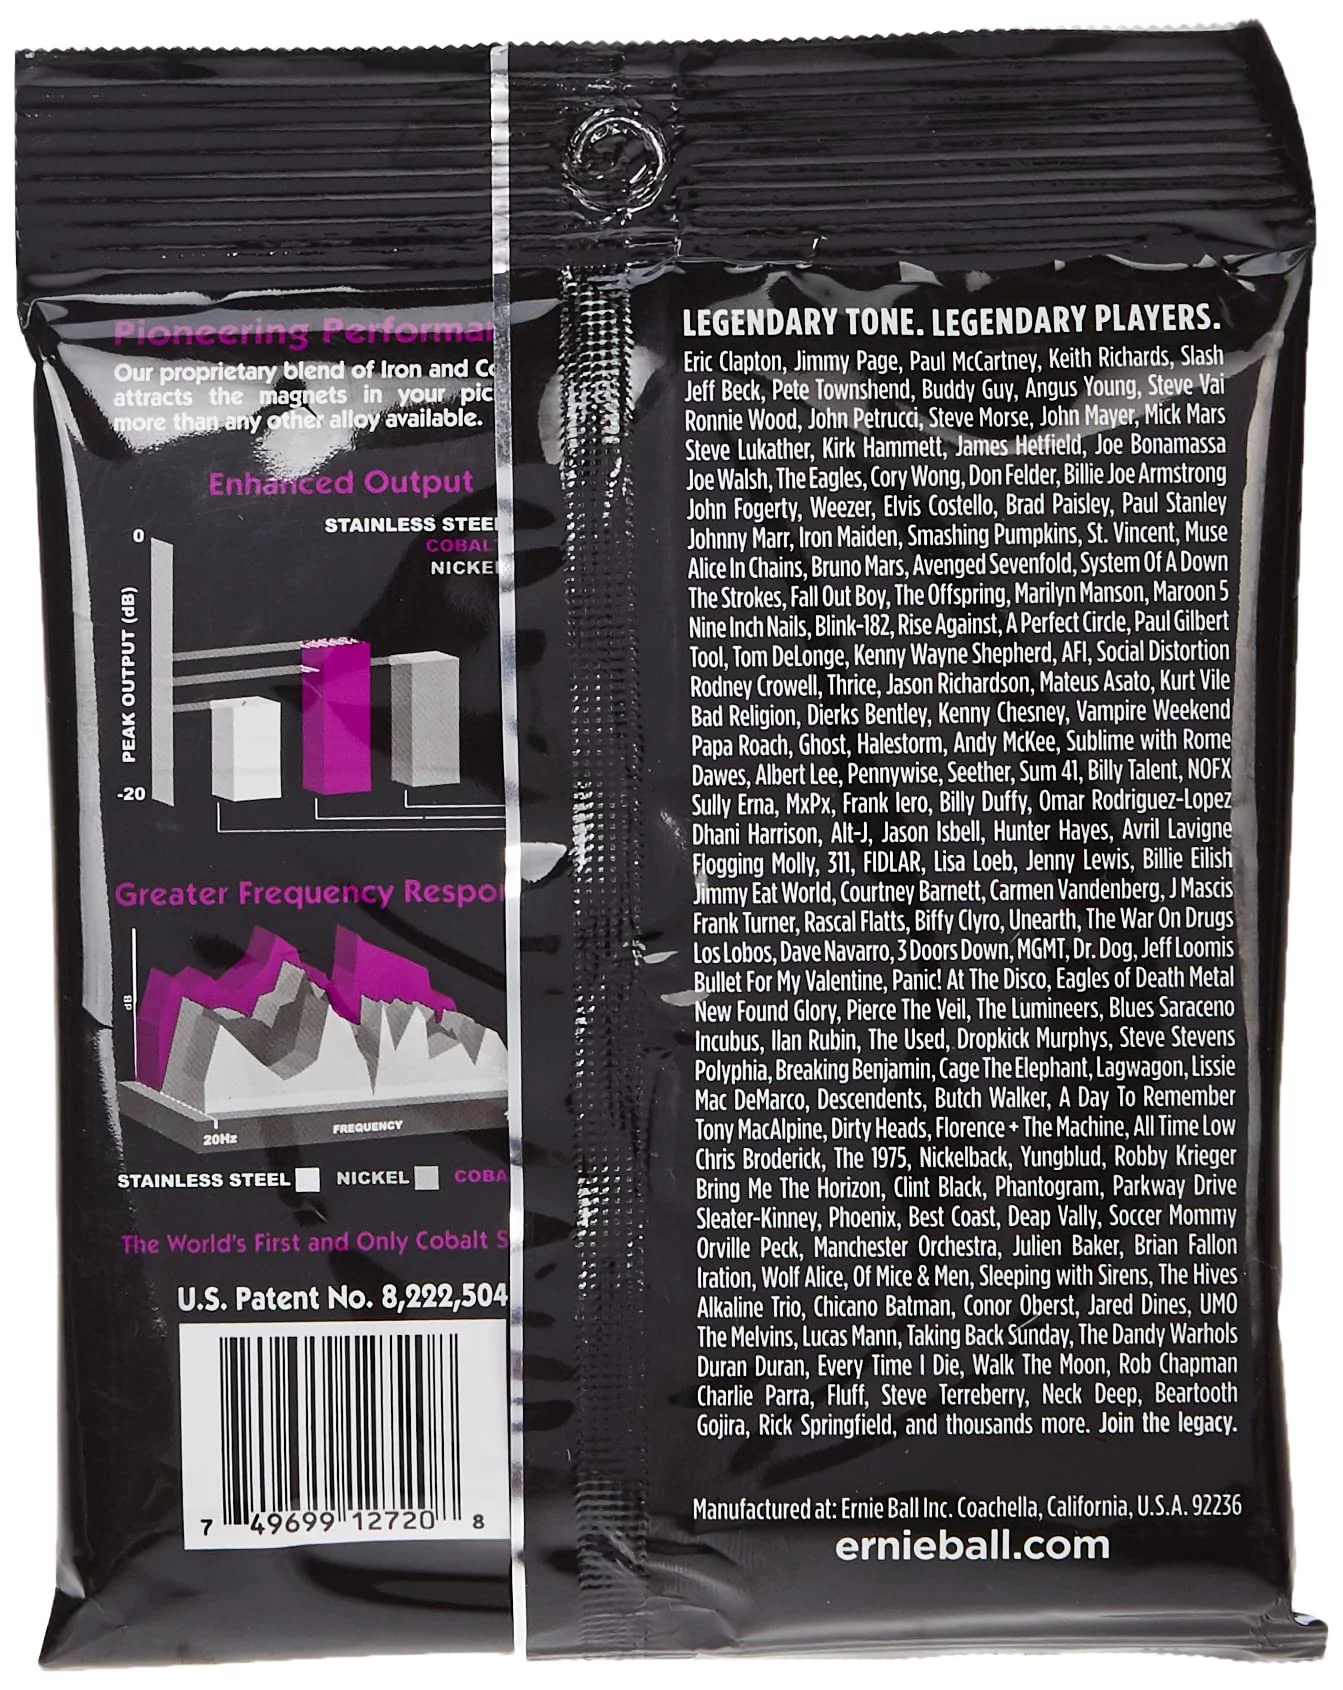 Pioneering Performan
Our proprietary blend of Iron and Co
attracts the magnets in your pic
more than any other alloy available.
Enhanced Output
STAINLESS STEEL
COBALT
NICKEL
0
PEAK OUTPUT (dB)
-20
Greater Frequency Respon
dB
20Hz
FREQUENCY
STAINLESS STEEL
NICKEL
COBA
The World's First and Only Cobalt S
U.S. Patent No. 8,222,504
7 49699 12720 8
LEGENDARY TONE. LEGENDARY PLAYERS.
Eric Clapton, Jimmy Page, Paul McCartney, Keith Richards, Slash
Jeff Beck, Pete Townshend, Buddy Guy, Angus Young, Steve Vai
Ronnie Wood, John Petrucci, Steve Morse, John Mayer, Mick Mars
Steve Lukather, Kirk Hammett, James Hetfield, Joe Bonamassa
Joe Walsh, The Eagles, Cory Wong, Don Felder, Billie Joe Armstrong
John Fogerty, Weezer, Elvis Costello, Brad Paisley, Paul Stanley
Johnny Marr, Iron Maiden, Smashing Pumpkins, St. Vincent, Muse
Alice In Chains, Bruno Mars, Avenged Sevenfold, System Of A Down
The Strokes, Fall Out Boy, The Offspring, Marilyn Manson, Maroon 5
Nine Inch Nails, Blink-182, Rise Against, A Perfect Circle, Paul Gilbert
Tool, Tom DeLonge, Kenny Wayne Shepherd, AFI, Social Distortion
Rodney Crowell, Thrice, Jason Richardson, Mateus Asato, Kurt Vile
Bad Religion, Dierks Bentley, Kenny Chesney, Vampire Weekend
Papa Roach, Ghost, Halestorm, Andy McKee, Sublime with Rome
Dawes, Albert Lee, Pennywise, Seether, Sum 41, Billy Talent, NOFX
Sully Erna, MxPx, Frank Iero, Billy Duffy, Omar Rodriguez-Lopez
Dhani Harrison, Alt-J, Jason Isbell, Hunter Hayes, Avril Lavigne
Flogging Molly, 311, FIDLAR, Lisa Loeb, Jenny Lewis, Billie Eilish
Jimmy Eat World, Courtney Barnett, Carmen Vandenberg, J Mascis
Frank Turner, Rascal Flatts, Biffy Clyro, Unearth, The War On Drugs
Los Lobos, Dave Navarro, 3 Doors Down, MGMT, Dr. Dog, Jeff Loomis
Bullet For My Valentine, Panic! At The Disco, Eagles of Death Metal
New Found Glory, Pierce The Veil, The Lumineers, Blues Saraceno
Incubus, Ilan Rubin, The Used, Dropkick Murphys, Steve Stevens
Polyphia, Breaking Benjamin, Cage The Elephant, Lagwagon, Lissie
Mac DeMarco, Descendents, Butch Walker, A Day To Remember
Tony MacAlpine, Dirty Heads, Florence + The Machine, All Time Low
Chris Broderick, The 1975, Nickelback, Yungblud, Robby Krieger
Bring Me The Horizon, Clint Black, Phantogram, Parkway Drive
Sleater-Kinney, Phoenix, Best Coast, Deap Vally, Soccer Mommy
Orville Peck, Manchester Orchestra, Julien Baker, Brian Fallon
Iration, Wolf Alice, Of Mice & Men, Sleeping with Sirens, The Hives
Alkaline Trio, Chicano Batman, Conor Oberst, Jared Dines, UMO
The Melvins, Lucas Mann, Taking Back Sunday, The Dandy Warhols
Duran Duran, Every Time I Die, Walk The Moon, Rob Chapman
Charlie Parra, Fluff, Steve Terreberry, Neck Deep, Beartooth
Gojira, Rick Springfield, and thousands more. Join the legacy.
Manufactured at: Ernie Ball Inc. Coachella, California, U.S.A. 92236
ernieball.com